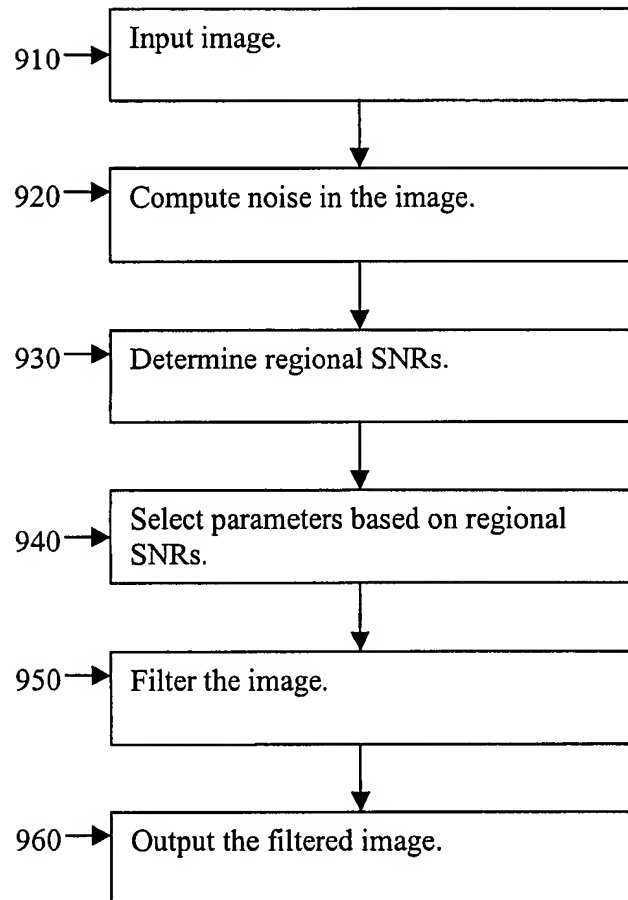 910 Input image.
920 Compute noise in the image.
930 Determine regional SNRs.
940 Select parameters based on regional
SNRs.
950 Filter the image.
960 Output the filtered image.